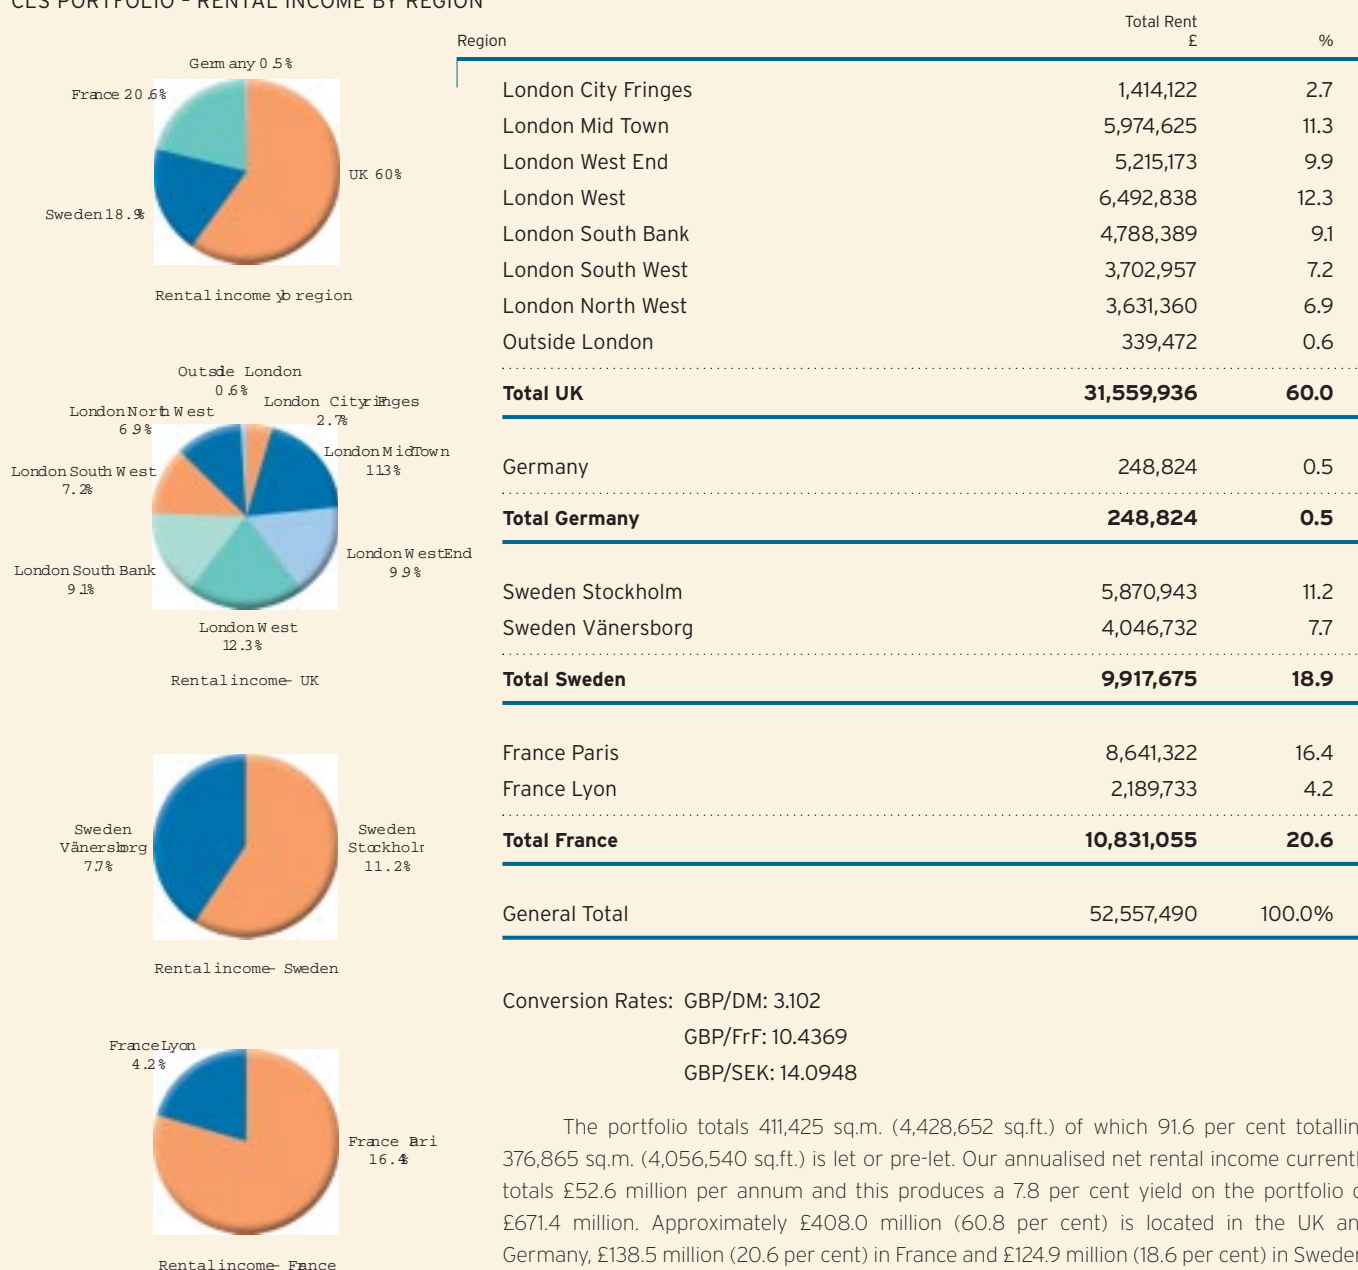 CLS PORTFOLIO – RENTAL INCOME BY REGION
Germany 0.5%
France 20.6%
UK 60%
Sweden 18.9%
Rental income by region
Outside London
0.6%
London City Fringes
2.7%
London North West
6.9%
London Mid Town
11.3%
London South West
7.2%
London West End
9.9%
London South Bank
9.1%
London West
12.3%
Rental income – UK
Sweden
Vänersborg
7.7%
Sweden
11.2%
Rental income – Sweden
France Lyon
4.2%
France
16.4%
Rental income – France
Total Rent
Region £ %
London City Fringes 1,414,122 2.7
London Mid Town 5,974,625 11.3
London West End 5,215,173 9.9
London West 6,492,838 12.3
London South Bank 4,788,389 9.1
London South West 3,702,957 7.2
London North West 3,631,360 6.9
Outside London 339,472 0.6
Total UK 31,559,936 60.0
Germany 248,824 0.5
Total Germany 248,824 0.5
Sweden Stockholm 5,870,943 11.2
Sweden Vänersborg 4,046,732 7.7
Total Sweden 9,917,675 18.9
France Paris 8,641,322 16.4
France Lyon 2,189,733 4.2
Total France 10,831,055 20.6
General Total 52,557,490 100.0%
Conversion Rates: GBP/DM: 3.102
GBP/FrF: 10.4369
GBP/SEK: 14.0948
The portfolio totals 411,425 sq.m. (4,428,652 sq.ft.) of which 91.6 per cent
376,865 sq.m. (4,056,540 sq.ft.) is let or pre-let. Our annualised net rental income
totals £52.6 million per annum and this produces a 7.8 per cent yield on the portfolio
£671.4 million. Approximately £408.0 million (60.8 per cent) is located in the UK
Germany, £138.5 million (20.6 per cent) in France and £124.9 million (18.6 per cent) in